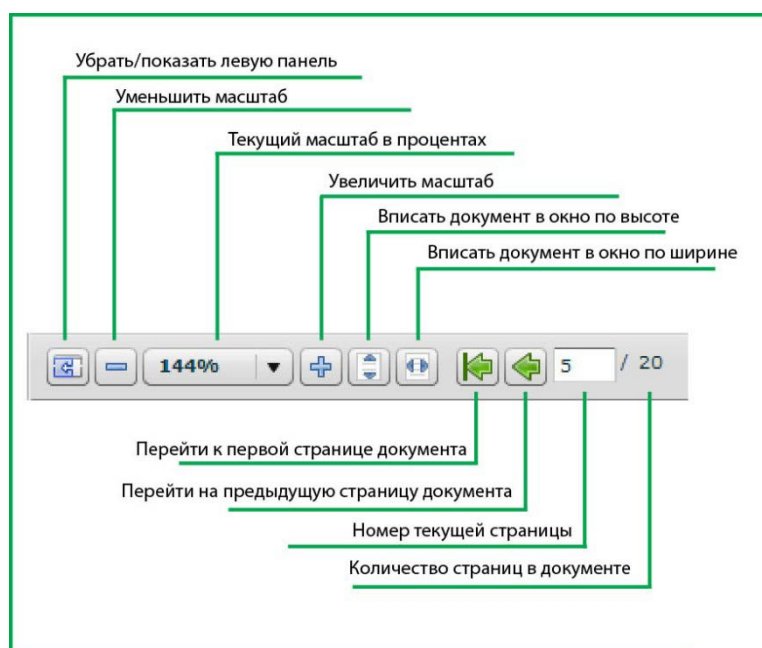 Убрать/показать левую панель
Уменьшить масштаб
Текущий масштаб в процентах
Увеличить масштаб
Вписать документ в окно по высоте
Вписать документ в окно по ширине
144% 5 / 20
Перейти к первой странице документа
Перейти на предыдущую страницу документа
Номер текущей страницы
Количество страниц в документе